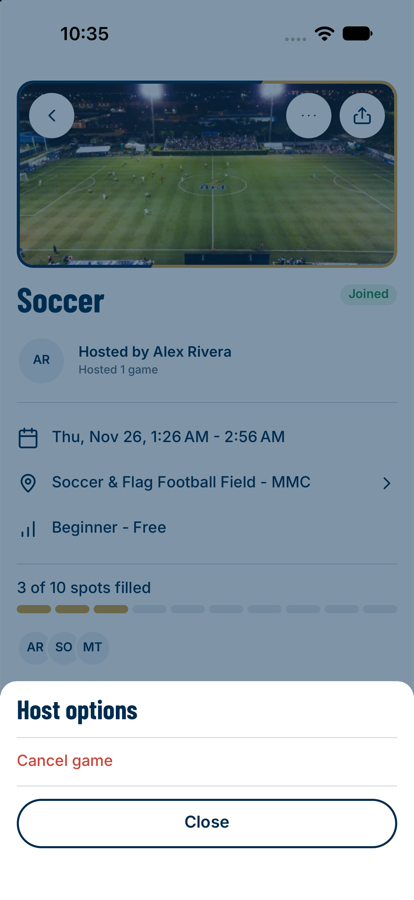 10:35
Soccer
Joined
AR
Hosted by Alex Rivera
Hosted 1 game
Thu, Nov 26, 1:26 AM - 2:56 AM
Soccer & Flag Football Field - MMC
Beginner - Free
3 of 10 spots filled
AR SO MT
Host options
Cancel game
Close